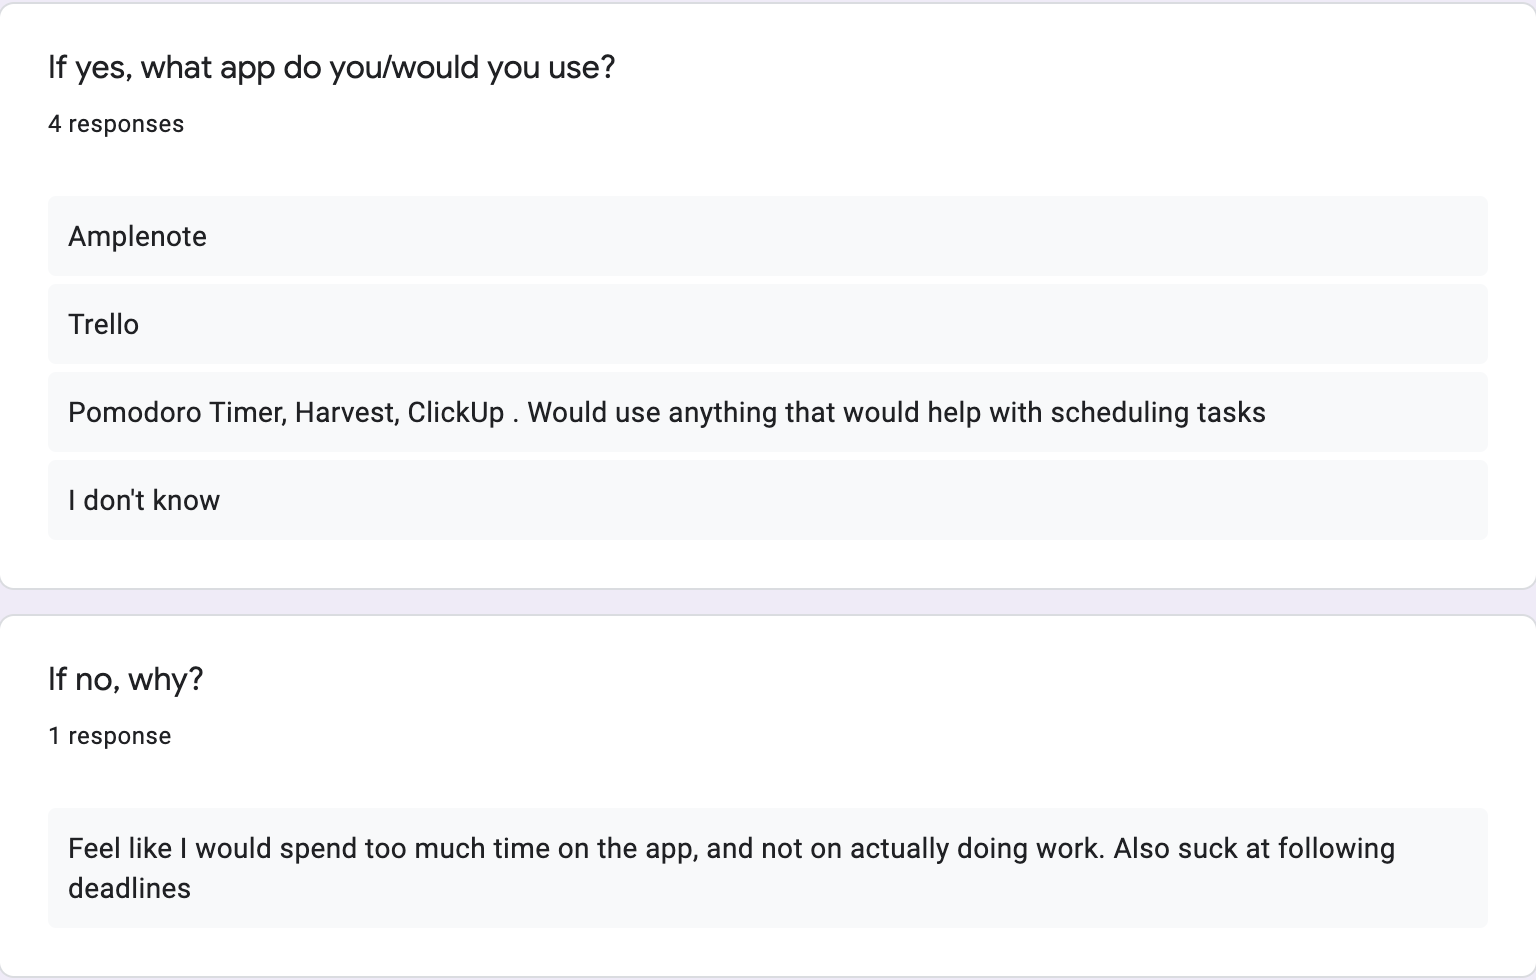 If yes, what app do you/would you use?
4 responses
Amplenote
Trello
Pomodoro Timer, Harvest, ClickUp . Would use anything that would help with scheduling tasks
I don't know
If no, why?
1 response
Feel like I would spend too much time on the app, and not on actually doing work. Also suck at following
deadlines